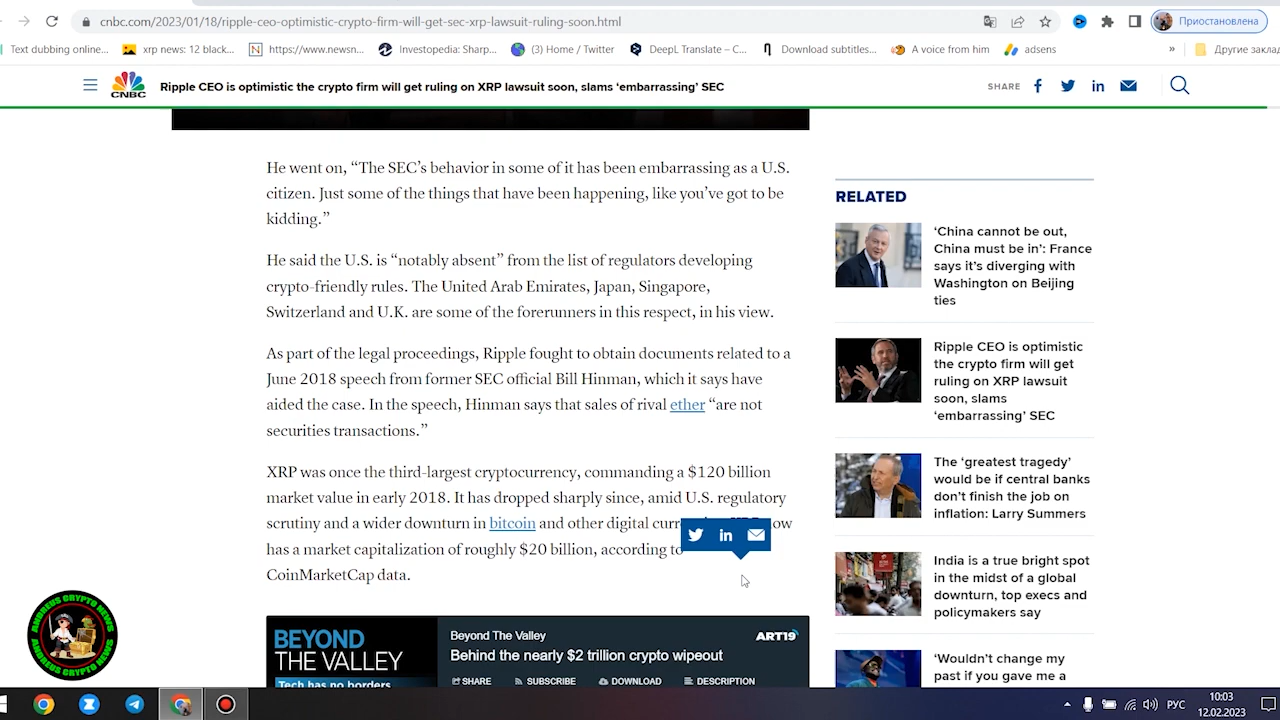 cnbc.com/2023/01/18/ripple-ceo-optimistic-crypto-firm-will-get-sec-xrp-lawsuit-ruling-soon.html
Приостановлена
Text dubbing online...
xrp news: 12 black...
https://www.newsn...
Investopedia: Sharp...
(3) Home / Twitter
DeepL Translate – C...
Download subtitles...
A voice from him
adsens
»
Другие заклад
CNBC
Ripple CEO is optimistic the crypto firm will get ruling on XRP lawsuit soon, slams ‘embarrassing’ SEC
SHARE
He went on, “The SEC’s behavior in some of it has been embarrassing as a U.S.
citizen. Just some of the things that have been happening, like you’ve got to be
kidding.”
He said the U.S. is “notably absent” from the list of regulators developing
crypto-friendly rules. The United Arab Emirates, Japan, Singapore,
Switzerland and U.K. are some of the forerunners in this respect, in his view.
As part of the legal proceedings, Ripple fought to obtain documents related to a
June 2018 speech from former SEC official Bill Hinman, which it says have
aided the case. In the speech, Hinman says that sales of rival ether “are not
securities transactions.”
XRP was once the third-largest cryptocurrency, commanding a $120 billion
market value in early 2018. It has dropped sharply since, amid U.S. regulatory
scrutiny and a wider downturn in bitcoin and other digital
has a market capitalization of roughly $20 billion, according to
CoinMarketCap data.
RELATED
‘China cannot be out,
China must be in’: France
says it’s diverging with
Washington on Beijing
ties
Ripple CEO is optimistic
the crypto firm will get
ruling on XRP lawsuit
soon, slams
‘embarrassing’ SEC
The ‘greatest tragedy’
would be if central banks
don’t finish the job on
inflation: Larry Summers
India is a true bright spot
in the midst of a global
downturn, top execs and
policymakers say
‘Wouldn’t change my
past if you gave me a
ANDREUS CRYPTO NEWS
ANDREUS CRYPTO NEWS
BEYOND
THE VALLEY
Tech has no borders
Beyond The Valley
ART19
Behind the nearly $2 trillion crypto wipeout
SHARE
SUBSCRIBE
DOWNLOAD
DESCRIPTION
РУС
10:03
12.02.2023